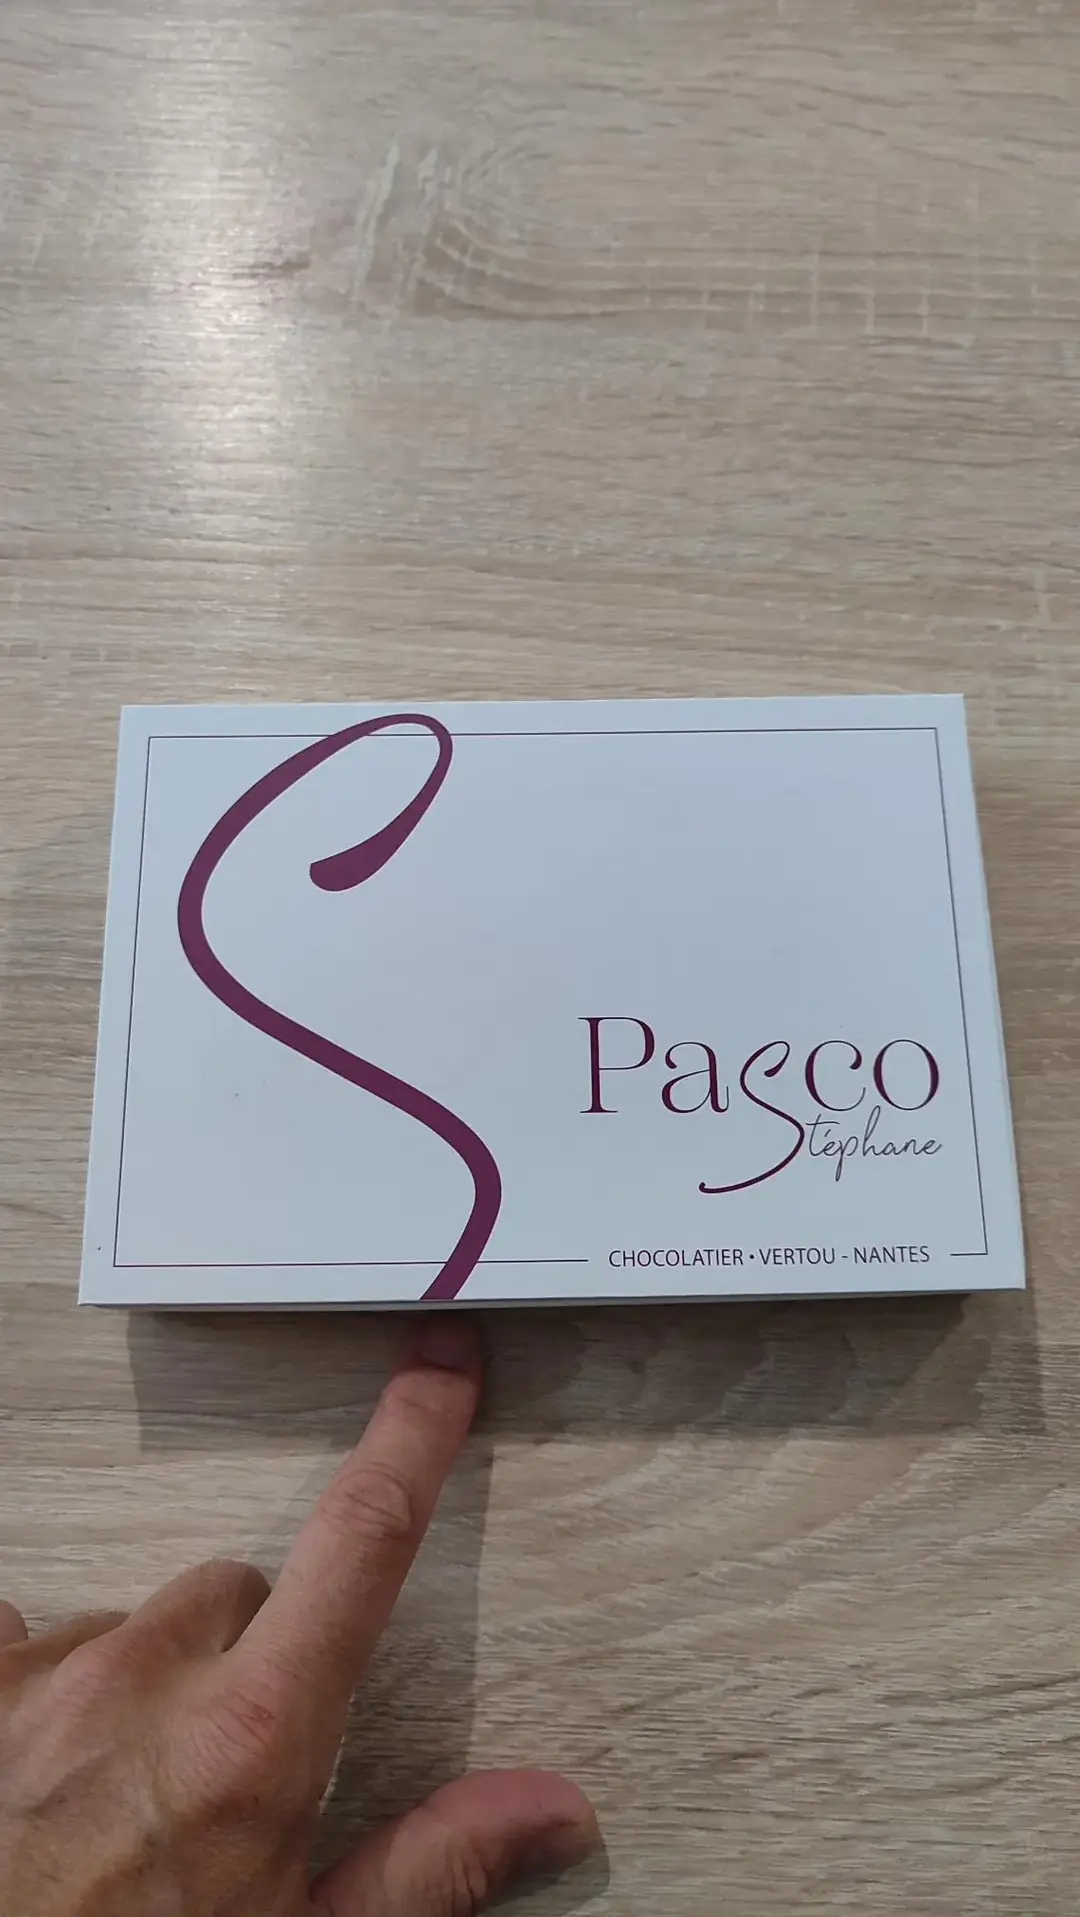 Pasco
Stéphane
CHOCOLATIER • VERTOU - NANTES